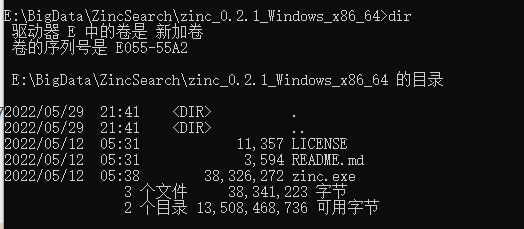 E:\BigData\ZincSearch\zinc_0.2.1_Windows_x86_64>dir
驱动器 E 中的卷是 新加卷
卷的序列号是 E055-55A2
E:\BigData\ZincSearch\zinc_0.2.1_Windows_x86_64 的目录
2022/05/29  21:41    <DIR>          .
2022/05/29  21:41    <DIR>          ..
2022/05/12  05:31            11,357 LICENSE
2022/05/12  05:31             3,594 README.md
2022/05/12  05:38        38,326,272 zinc.exe
3 个文件     38,341,223 字节
2 个目录 13,508,468,736 可用字节